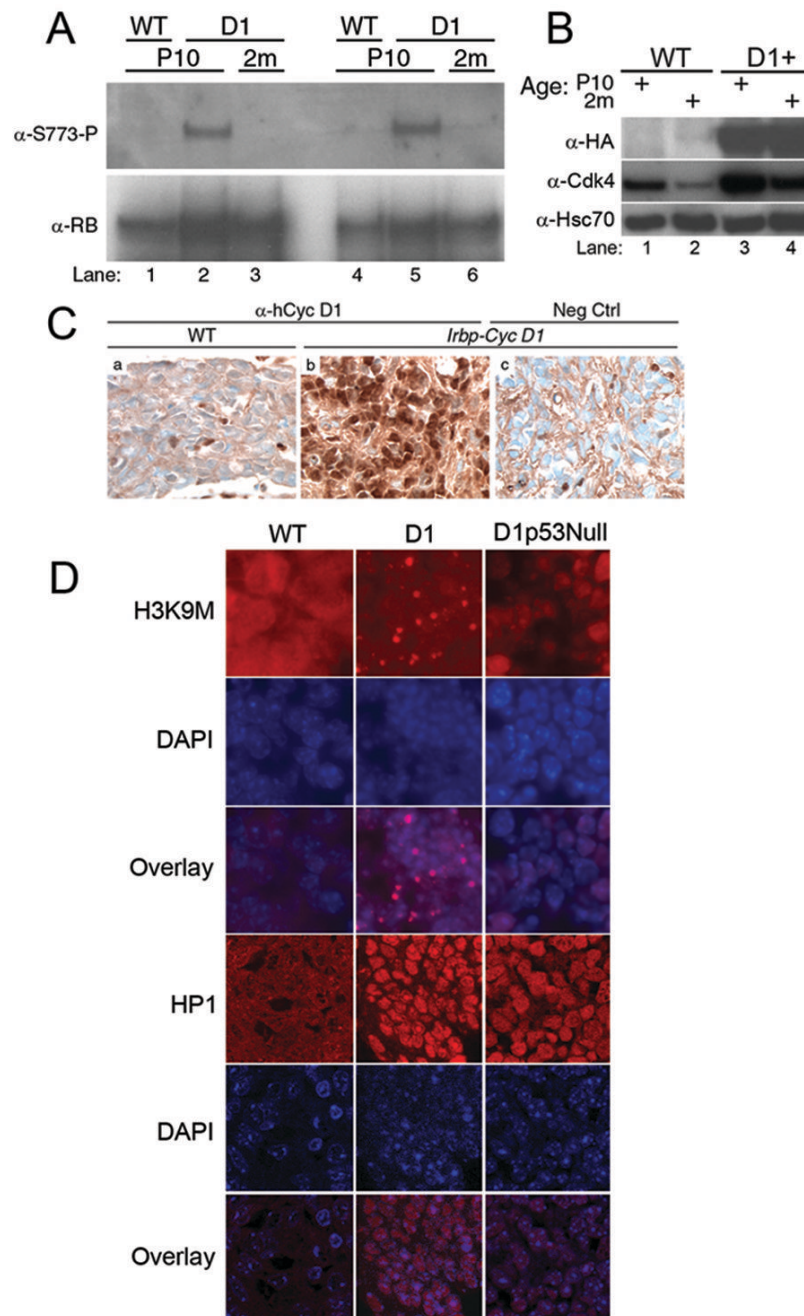 A
WT D1 WT D1
P10 2m P10 2m
α-S773-P
α-RB
Lane: 1 2 3 4 5 6
B
WT D1+
Age: P10 + +
2m + +
α-HA
α-Cdk4
α-Hsc70
Lane: 1 2 3 4
C
α-hCyc D1 Neg Ctrl
WT Irbp-Cyc D1
a b c
D
WT D1 D1p53Null
H3K9M
DAPI
Overlay
HP1
DAPI
Overlay